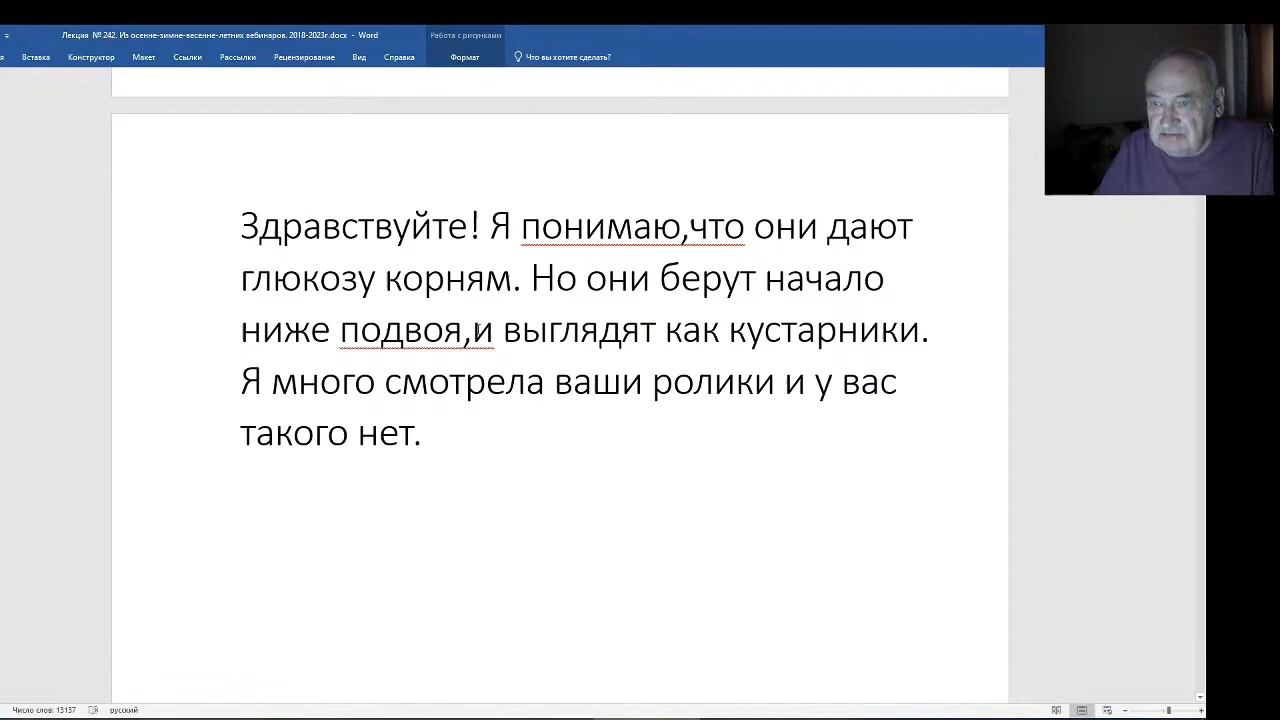 Лекция № 242. Из осенне-зимне-весенне-летних вебинаров. 2018-2023г.docx - Word
Работа с рисунками
я Вставка Конструктор Макет Ссылки Рассылки Рецензирование Вид Справка Формат Что вы хотите сделать?
Здравствуйте! Я понимаю,что они дают
глюкозу корням. Но они берут начало
ниже подвоя,и выглядят как кустарники.
Я много смотрела ваши ролики и у вас
такого нет.
Число слов: 13137 русский